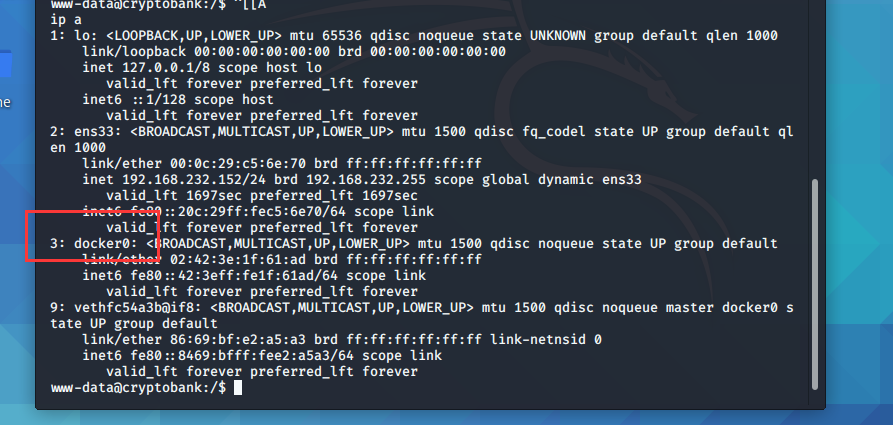 www-data@cryptobank:/$ ^[[A
ip a
1: lo: <LOOPBACK,UP,LOWER_UP> mtu 65536 qdisc noqueue state UNKNOWN group default qlen 1000
link/loopback 00:00:00:00:00:00 brd 00:00:00:00:00:00
inet 127.0.0.1/8 scope host lo
valid_lft forever preferred_lft forever
inet6 ::1/128 scope host
valid_lft forever preferred_lft forever
2: ens33: <BROADCAST,MULTICAST,UP,LOWER_UP> mtu 1500 qdisc fq_codel state UP group default ql
en 1000
link/ether 00:0c:29:c5:6e:70 brd ff:ff:ff:ff:ff:ff
inet 192.168.232.152/24 brd 192.168.232.255 scope global dynamic ens33
valid_lft 1697sec preferred_lft 1697sec
inet6 fe80::20c:29ff:fec5:6e70/64 scope link
valid_lft forever preferred_lft forever
3: docker0: <BROADCAST,MULTICAST,UP,LOWER_UP> mtu 1500 qdisc noqueue state UP group default
link/ether 02:42:3e:1f:61:ad brd ff:ff:ff:ff:ff:ff
inet6 fe80::42:3eff:fe1f:61ad/64 scope link
valid_lft forever preferred_lft forever
9: vethfc54a3b@if8: <BROADCAST,MULTICAST,UP,LOWER_UP> mtu 1500 qdisc noqueue master docker0 s
tate UP group default
link/ether 86:69:bf:e2:a5:a3 brd ff:ff:ff:ff:ff:ff link-netnsid 0
inet6 fe80::8469:bfff:fee2:a5a3/64 scope link
valid_lft forever preferred_lft forever
www-data@cryptobank:/$